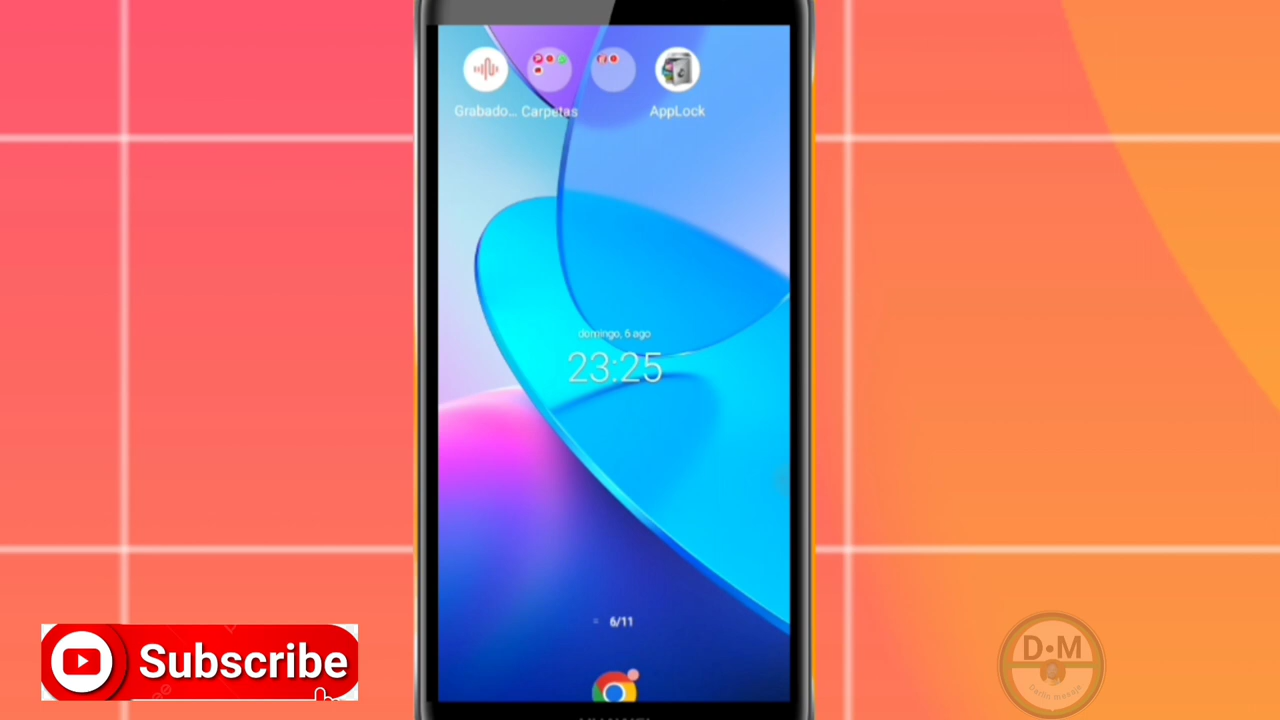 Grabado... Carpetas
AppLock
domingo, 6 ago
23:25
6/11
Subscribe
D•M